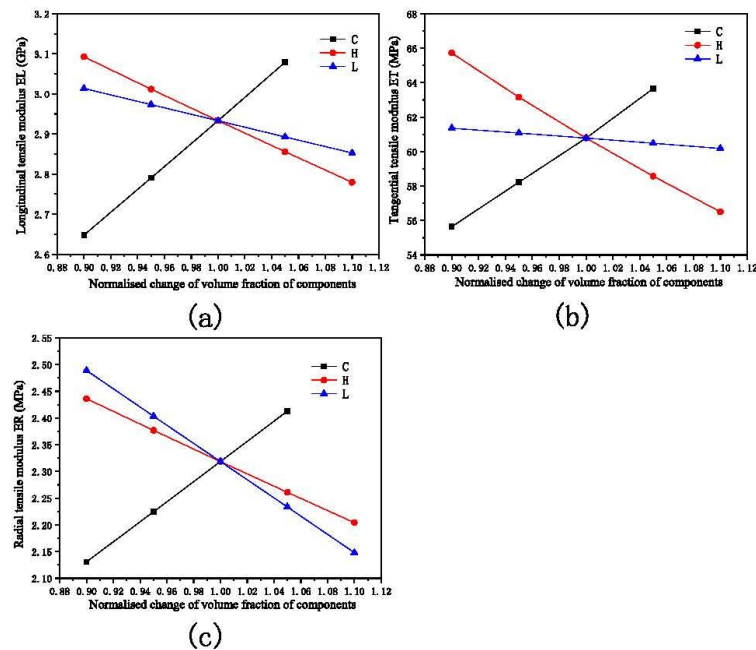 Longitudinal tensile modulus EL (GPa)
3.2
3.1
3.0
2.9
2.8
2.7
2.6
C
H
L
0.88 0.90 0.92 0.94 0.96 0.98 1.00 1.02 1.04 1.06 1.08 1.10 1.12
Normalised change of volume fraction of components
(a)
Tangential tensile modulus ET (MPa)
68
66
64
62
60
58
56
54
C
H
L
0.88 0.90 0.92 0.94 0.96 0.98 1.00 1.02 1.04 1.06 1.08 1.10 1.12
Normalised change of volume fraction of components
(b)
Radial tensile modulus ER (MPa)
2.55
2.50
2.45
2.40
2.35
2.30
2.25
2.20
2.15
2.10
C
H
L
0.88 0.90 0.92 0.94 0.96 0.98 1.00 1.02 1.04 1.06 1.08 1.10 1.12
Normalised change of volume fraction of components
(c)